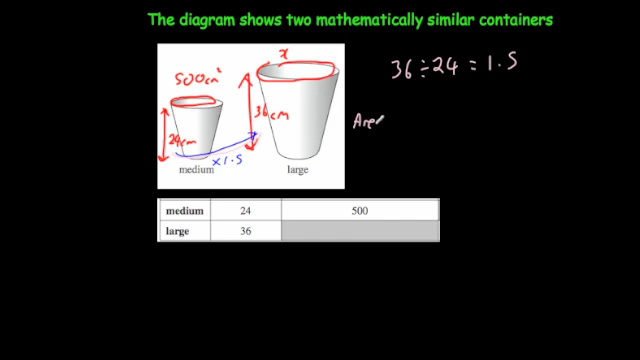 The diagram shows two mathematically similar containers
x
36 ÷ 24 = 1.5
500cm²
36cm
24cm
Are
×1.5
medium
large
medium 24 500
large 36